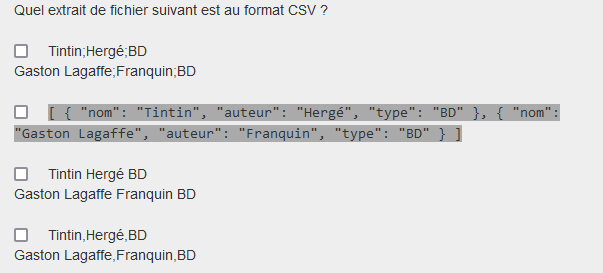 Quel extrait de fichier suivant est au format CSV ?
Tintin;Hergé;BD
Gaston Lagaffe;Franquin;BD
[ { "nom": "Tintin", "auteur": "Hergé", "type": "BD" }, { "nom":
"Gaston Lagaffe", "auteur": "Franquin", "type": "BD" } ]
Tintin Hergé BD
Gaston Lagaffe Franquin BD
Tintin,Hergé,BD
Gaston Lagaffe,Franquin,BD